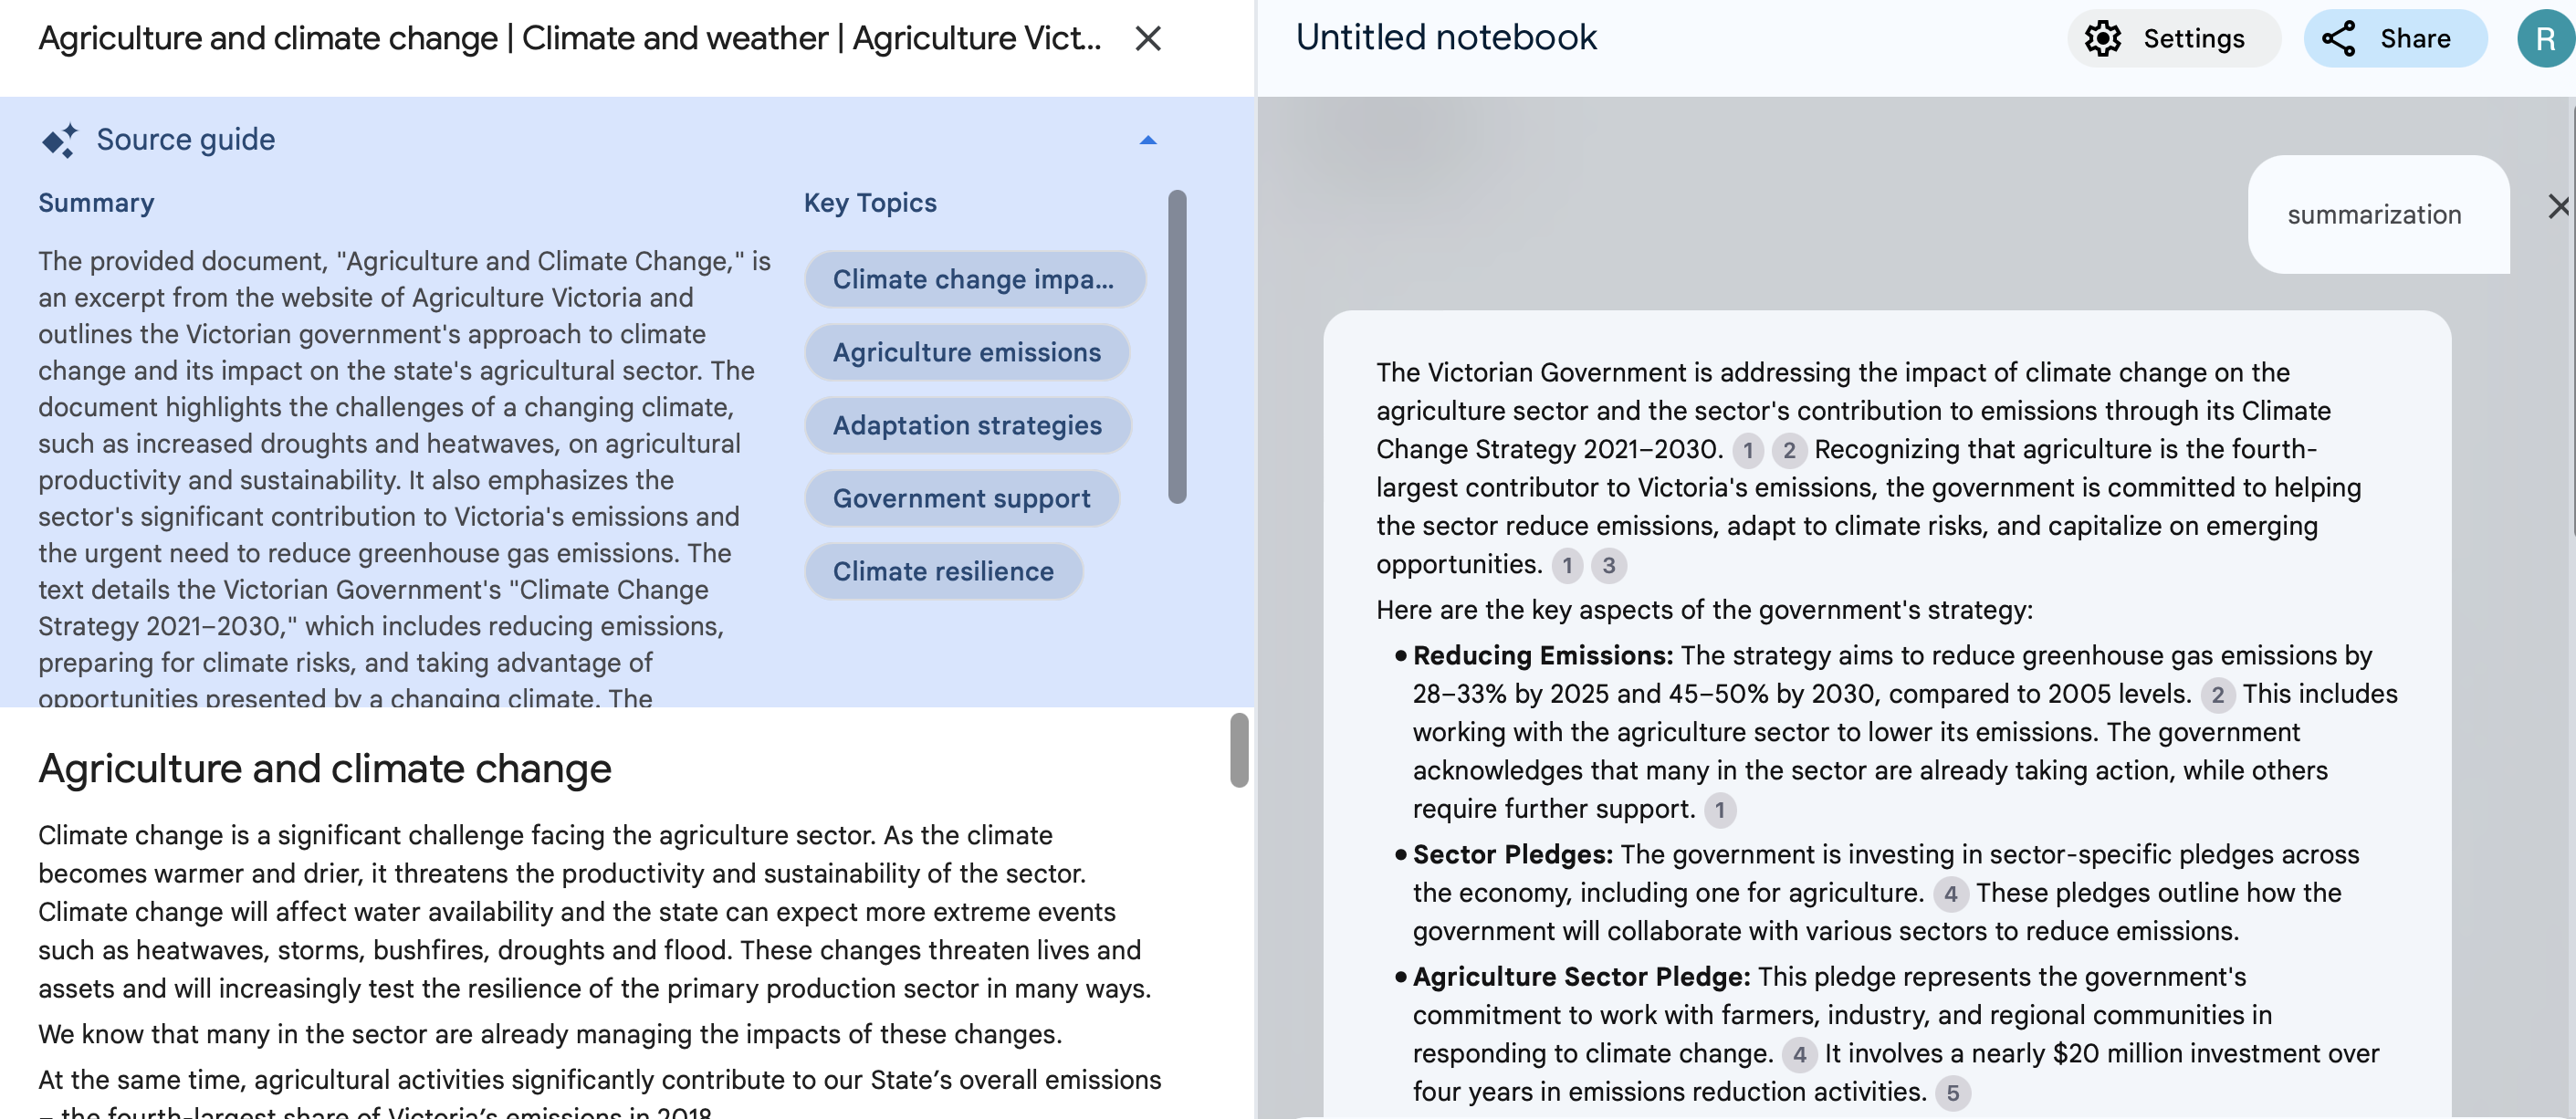 Agriculture and climate change | Climate and weather | Agriculture Vict...
Source guide
Summary
The provided document, "Agriculture and Climate Change," is
an excerpt from the website of Agriculture Victoria and
outlines the Victorian government's approach to climate
change and its impact on the state's agricultural sector. The
document highlights the challenges of a changing climate,
such as increased droughts and heatwaves, on agricultural
productivity and sustainability. It also emphasizes the
sector's significant contribution to Victoria's emissions and
the urgent need to reduce greenhouse gas emissions. The
text details the Victorian Government's "Climate Change
Strategy 2021–2030," which includes reducing emissions,
preparing for climate risks, and taking advantage of
opportunities presented by a changing climate. The
Key Topics
Climate change impa...
Agriculture emissions
Adaptation strategies
Government support
Climate resilience
Agriculture and climate change
Climate change is a significant challenge facing the agriculture sector. As the climate
becomes warmer and drier, it threatens the productivity and sustainability of the sector.
Climate change will affect water availability and the state can expect more extreme events
such as heatwaves, storms, bushfires, droughts and flood. These changes threaten lives and
assets and will increasingly test the resilience of the primary production sector in many ways.
We know that many in the sector are already managing the impacts of these changes.
At the same time, agricultural activities significantly contribute to our State’s overall emissions
– the fourth-largest share of Victoria’s emissions in 2018.
Untitled notebook
Settings
Share
R
summarization
The Victorian Government is addressing the impact of climate change on the
agriculture sector and the sector's contribution to emissions through its Climate
Change Strategy 2021–2030. 1 2 Recognizing that agriculture is the fourth-
largest contributor to Victoria's emissions, the government is committed to helping
the sector reduce emissions, adapt to climate risks, and capitalize on emerging
opportunities. 1 3
Here are the key aspects of the government's strategy:
● Reducing Emissions: The strategy aims to reduce greenhouse gas emissions by
28–33% by 2025 and 45–50% by 2030, compared to 2005 levels. 2 This includes
working with the agriculture sector to lower its emissions. The government
acknowledges that many in the sector are already taking action, while others
require further support. 1
● Sector Pledges: The government is investing in sector-specific pledges across
the economy, including one for agriculture. 4 These pledges outline how the
government will collaborate with various sectors to reduce emissions.
● Agriculture Sector Pledge: This pledge represents the government's
commitment to work with farmers, industry, and regional communities in
responding to climate change. 4 It involves a nearly $20 million investment over
four years in emissions reduction activities. 5